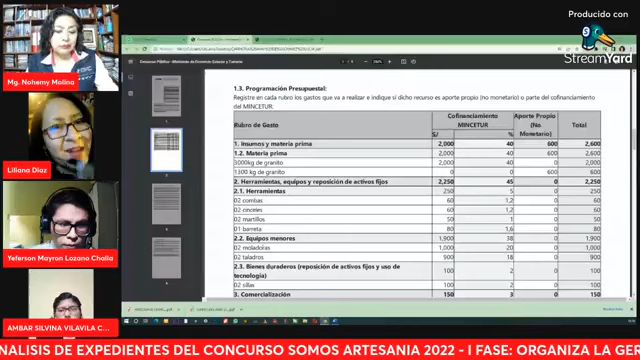 Producido con
StreamYard
Mg. Nohemy Molina
Liliana Diaz
Yeferson Mayron Lozano Challa
AMBAR SILVINA VILAVILA C...
1.3. Programación Presupuestal:
Registre en cada rubro los gastos que va a realizar e indique si dicho recurso es aporte propio (no monetario) o parte del cofinanciamiento
del MINCETUR.
Rubro de Gasto Cofinanciamiento MINCETUR Aporte Propio (No Monetario) Total
S/ %
1. Insumos y materia prima 2,000 40 600 2,600
1.2. Materia prima 2,000 40 600 2,600
3000kg de granito 2,000 40 0 2,000
1300 kg de granito 0 0 600 600
2. Herramientas, equipos y reposición de activos fijos 2,250 45 0 2,250
2.1. Herramientas 250 5 0 250
02 combas 60 1,2 0 60
02 cinceles 60 1,2 0 60
02 martillos 50 1 0 50
01 barreta 80 1,6 0 80
2.2. Equipos menores 1,900 38 0 1,900
02 moladoras 1,000 20 0 1,000
02 taladros 900 18 0 900
2.3. Bienes duraderos (reposición de activos fijos y uso de
tecnología) 100 2 0 100
02 sillas 100 2 0 100
3. Comercialización 150 3 0 150
NALISIS DE EXPEDIENTES DEL CONCURSO SOMOS ARTESANIA 2022 - I FASE: ORGANIZA LA GER